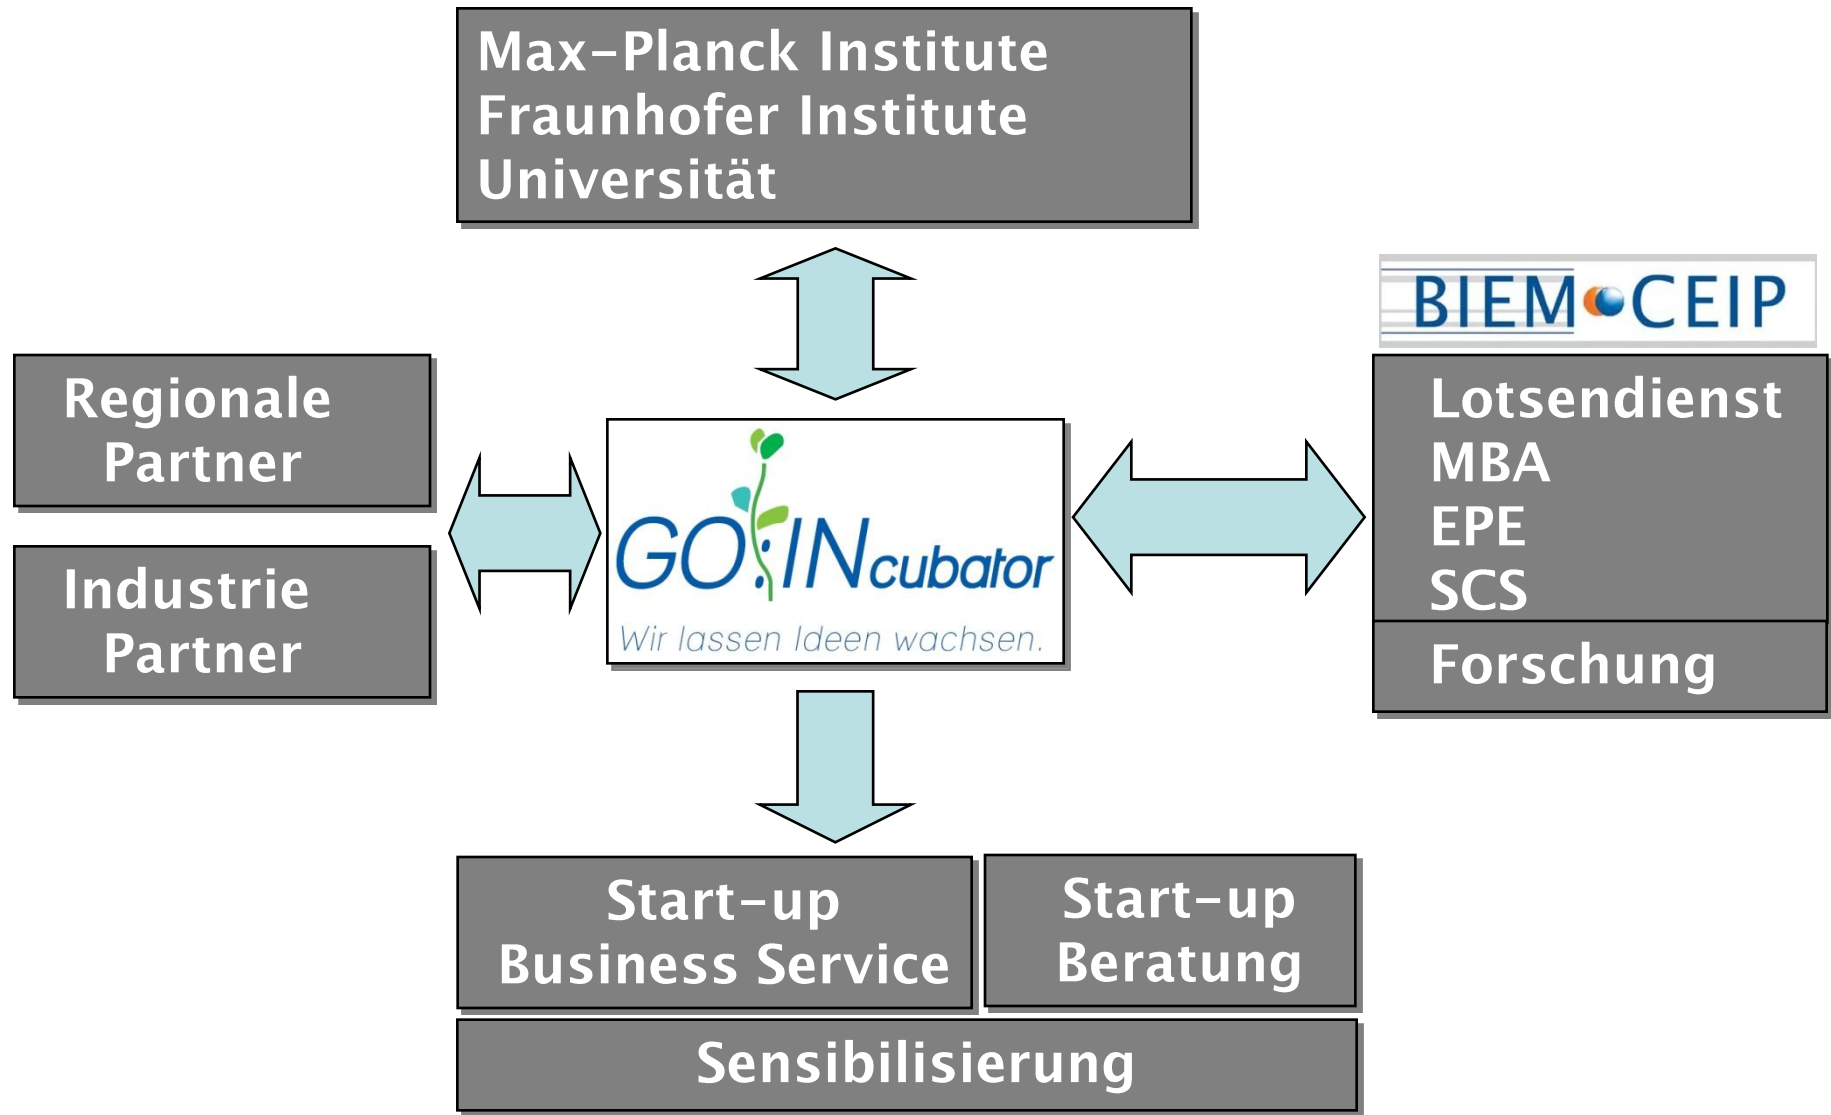 Max-Planck Institute
Fraunhofer Institute
Universität
BIEM CEIP
Regionale
Partner
Industrie
Partner
GO:INcubator
Wir lassen Ideen wachsen.
Lotsendienst
MBA
EPE
SCS
Forschung
Start-up
Business Service
Start-up
Beratung
Sensibilisierung